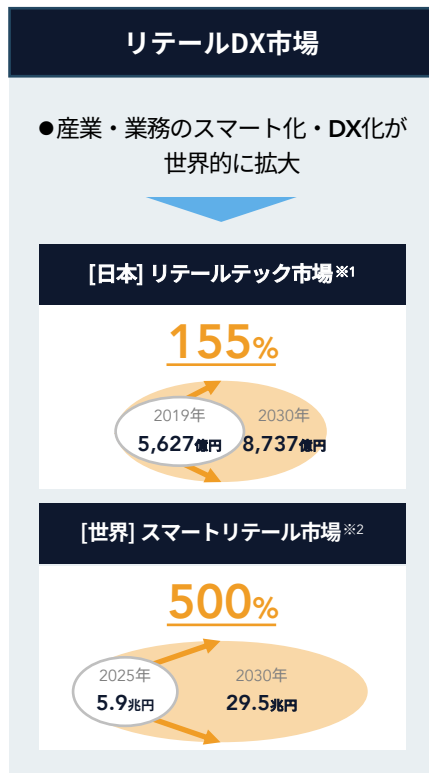 リテールDX市場
●産業・業務のスマート化・DX化が
世界的に拡大
[日本] リテールテック市場※1
155%
2019年 2030年
5,627億円 8,737億円
[世界] スマートリテール市場※2
500%
2025年 2030年
5.9兆円 29.5兆円